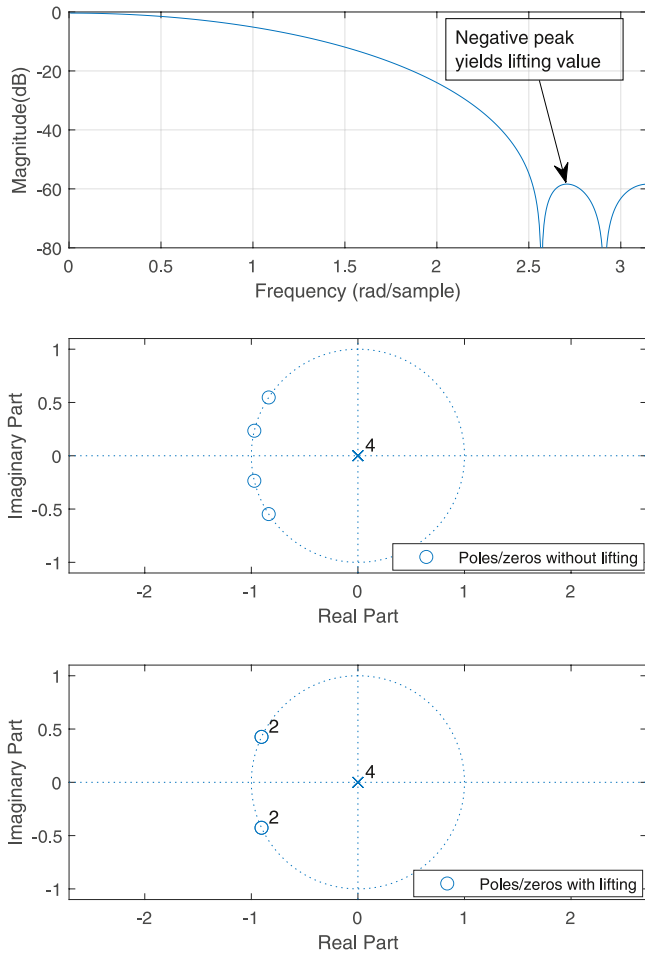 0
-20
-40
-60
-80
Magnitude(dB)
Negative peak
yields lifting value
0 0.5 1 1.5 2 2.5 3
Frequency (rad/sample)
1
0.5
0
-0.5
-1
Imaginary Part
4
Poles/zeros without lifting
-2 -1 0 1 2
Real Part
1
0.5
0
-0.5
-1
Imaginary Part
2
4
2
Poles/zeros with lifting
-2 -1 0 1 2
Real Part